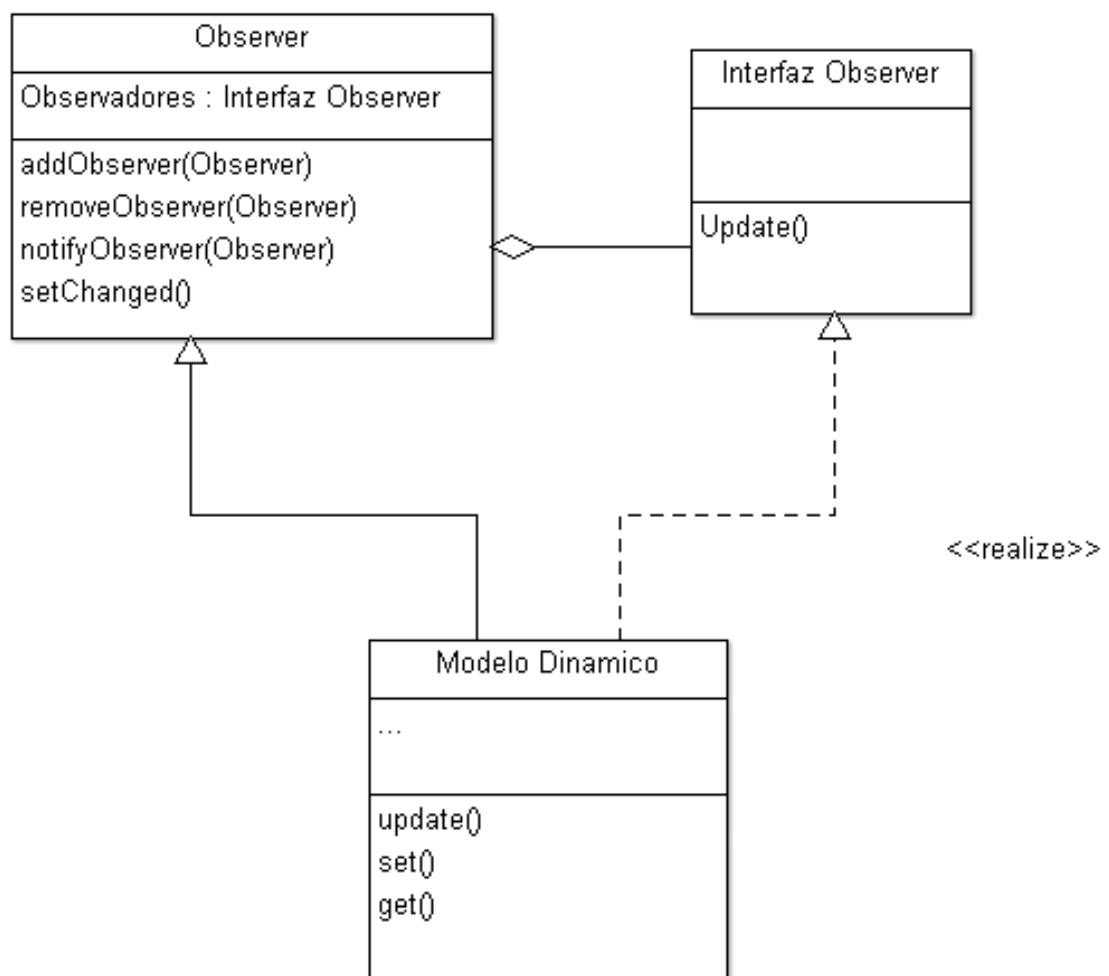 Observer
Observadores : Interfaz Observer
addObserver(Observer)
removeObserver(Observer)
notifyObserver(Observer)
setChanged()
Interfaz Observer
Update()
<<realize>>
Modelo Dinamico
...
update()
set()
get()